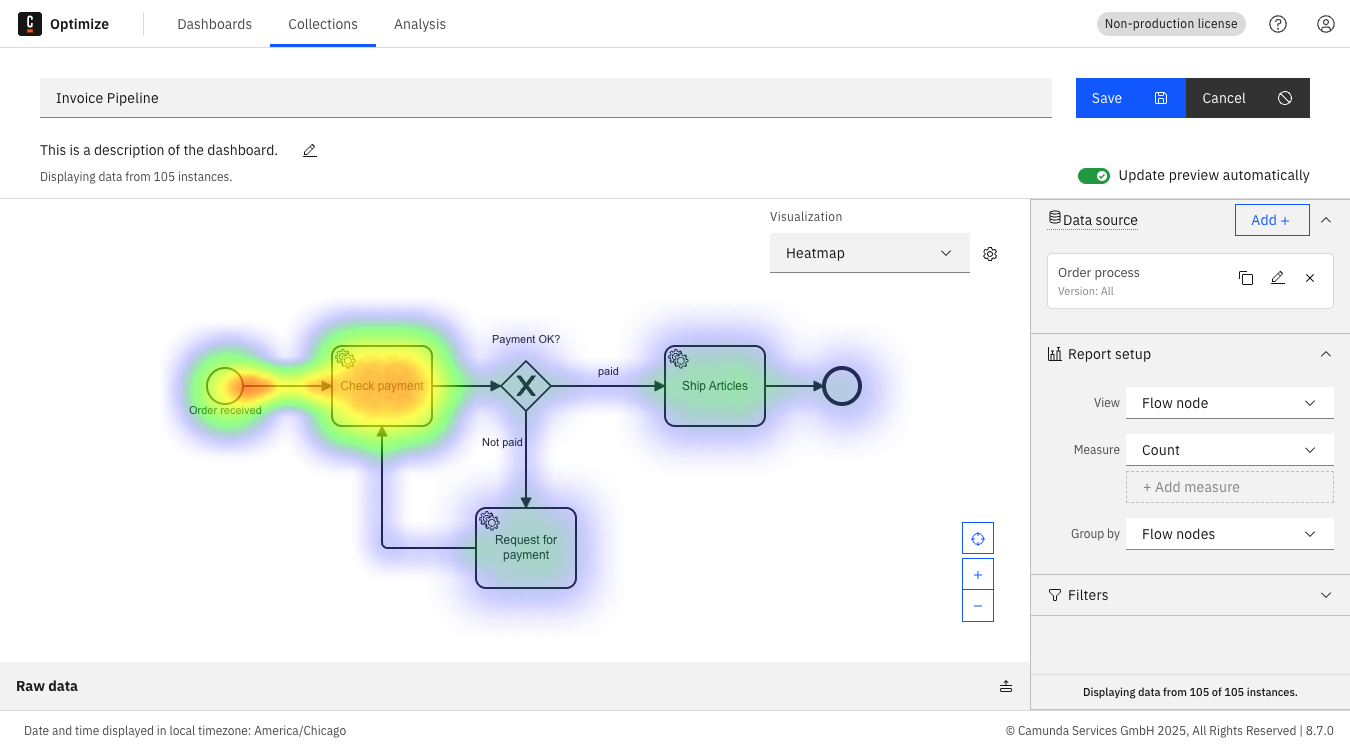 Optimize
Dashboards
Collections
Analysis
Non-production license
Invoice Pipeline
Save
Cancel
This is a description of the dashboard.
Displaying data from 105 instances.
Update preview automatically
Visualization
Heatmap
Data source
Add +
Order process
Version: All
Report setup
View
Flow node
Measure
Count
+ Add measure
Group by
Flow nodes
Filters
Displaying data from 105 of 105 instances.
Payment OK?
paid
Check payment
Ship Articles
Order received
Not paid
Request for
payment
Raw data
Date and time displayed in local timezone: America/Chicago
© Camunda Services GmbH 2025, All Rights Reserved | 8.7.0